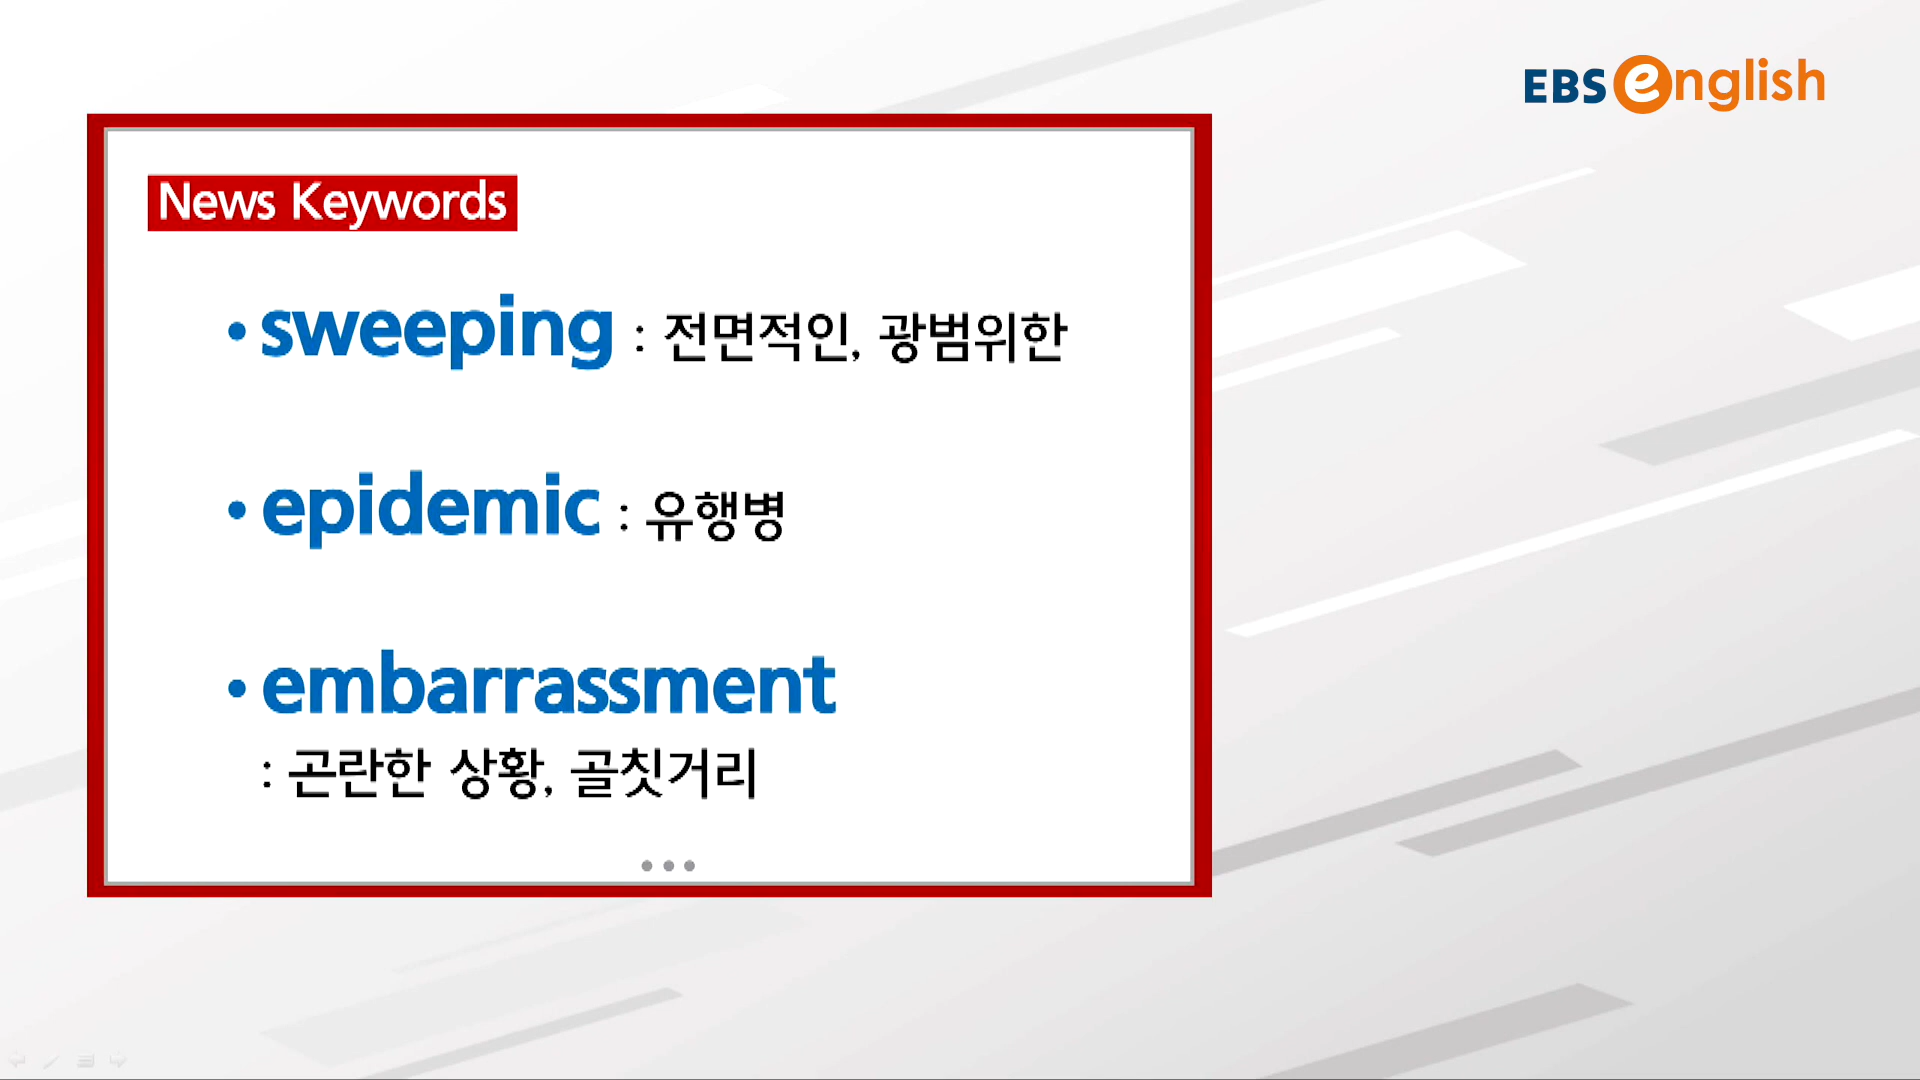 EBS english
News Keywords
• sweeping : 전면적인, 광범위한
• epidemic : 유행병
• embarrassment
: 곤란한 상황, 골칫거리
•••